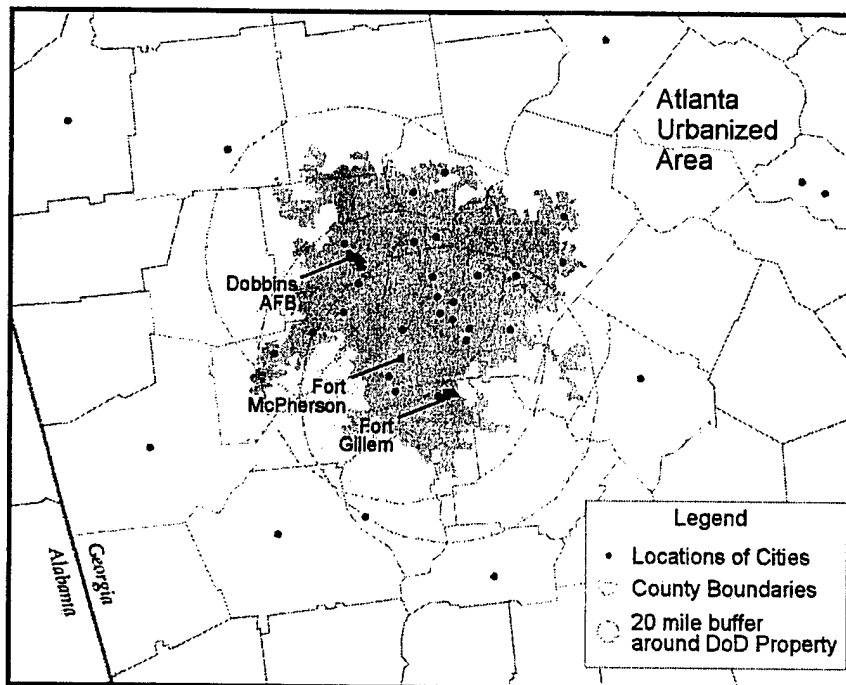 Atlanta
Urbanized
Area
Dobbins
AFB
Fort
McPherson
Fort
Gillem
Georgia
Alabama
Legend
Locations of Cities
County Boundaries
20 mile buffer
around DoD Property